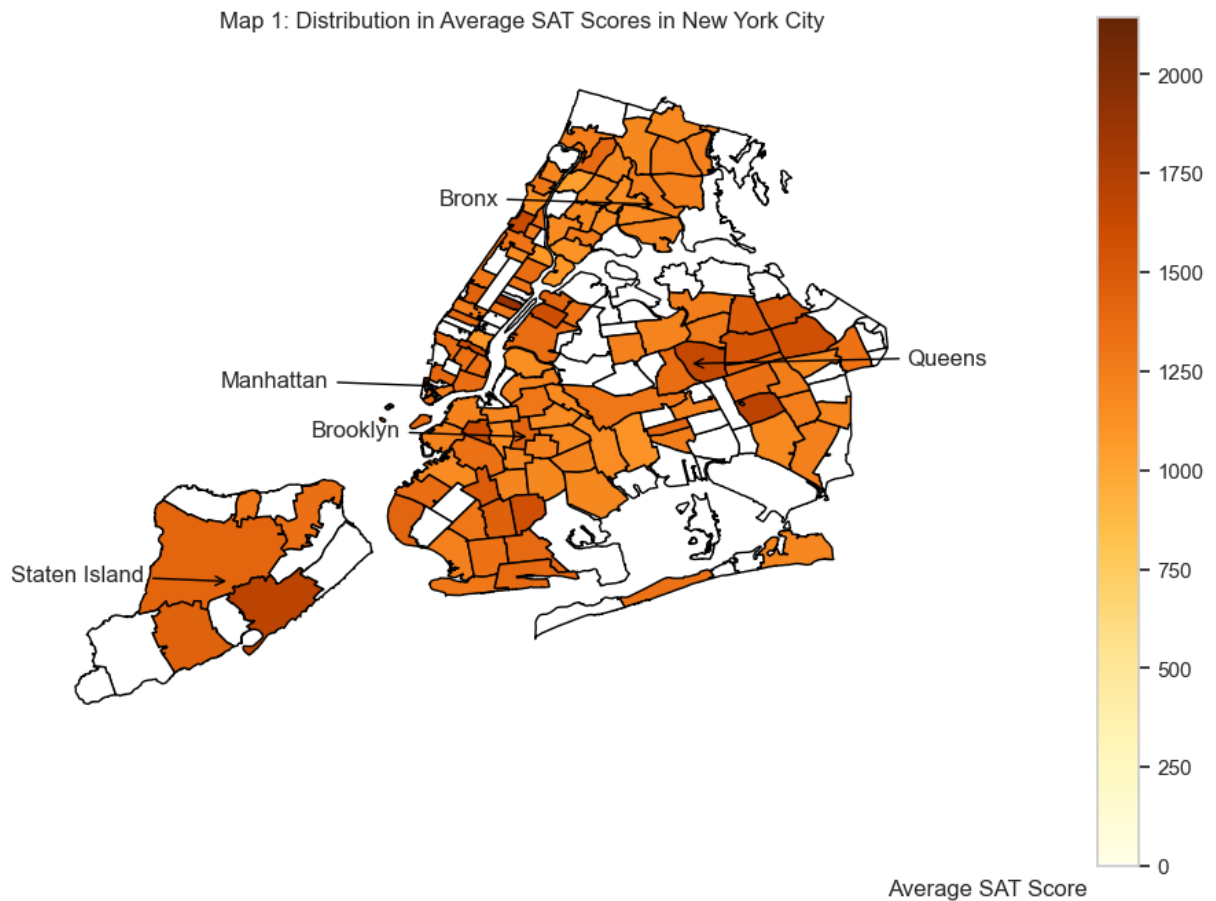 Map 1: Distribution in Average SAT Scores in New York City
Bronx
Manhattan
Queens
Brooklyn
Staten Island
2000
1750
1500
1250
1000
750
500
250
0
Average SAT Score